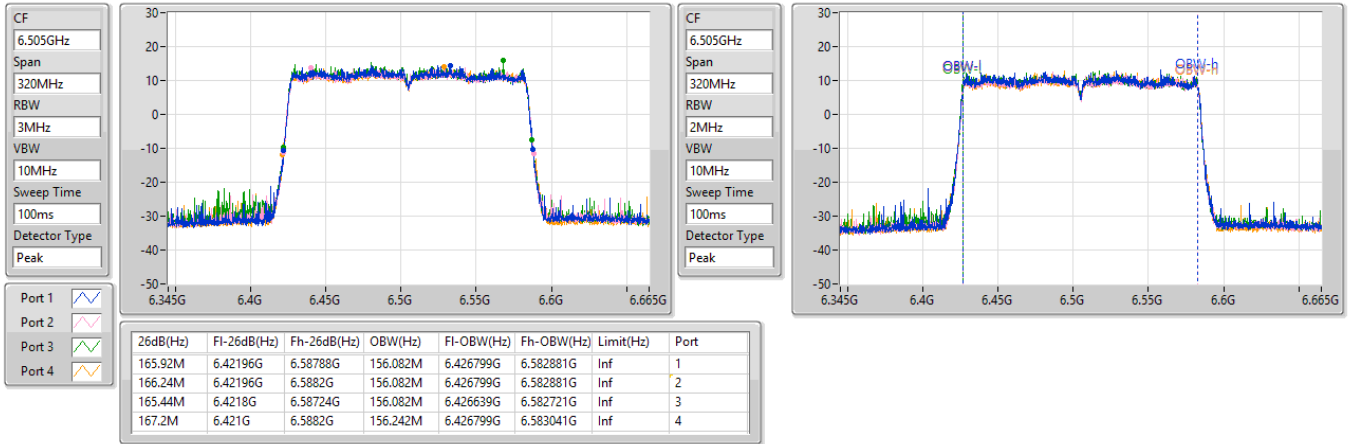 CF
6.505GHz
Span
320MHz
RBW
3MHz
VBW
10MHz
Sweep Time
100ms
Detector Type
Peak
Port 1
Port 2
Port 3
Port 4
30
20
10
0
-10
-20
-30
-40
-50
6.345G 6.4G 6.45G 6.5G 6.55G 6.6G 6.665G
CF
6.505GHz
Span
320MHz
RBW
2MHz
VBW
10MHz
Sweep Time
100ms
Detector Type
Peak
30
20
10
0
-10
-20
-30
-40
-50
OBW-l
OBW-h
OBW-h
6.345G 6.4G 6.45G 6.5G 6.55G 6.6G 6.665G
26dB(Hz) Fl-26dB(Hz) Fh-26dB(Hz) OBW(Hz) Fl-OBW(Hz) Fh-OBW(Hz) Limit(Hz) Port
165.92M 6.42196G 6.58788G 156.082M 6.426799G 6.582881G Inf 1
166.24M 6.42196G 6.5882G 156.082M 6.426799G 6.582881G Inf 2
165.44M 6.4218G 6.58724G 156.082M 6.426639G 6.582721G Inf 3
167.2M 6.421G 6.5882G 156.242M 6.426799G 6.583041G Inf 4